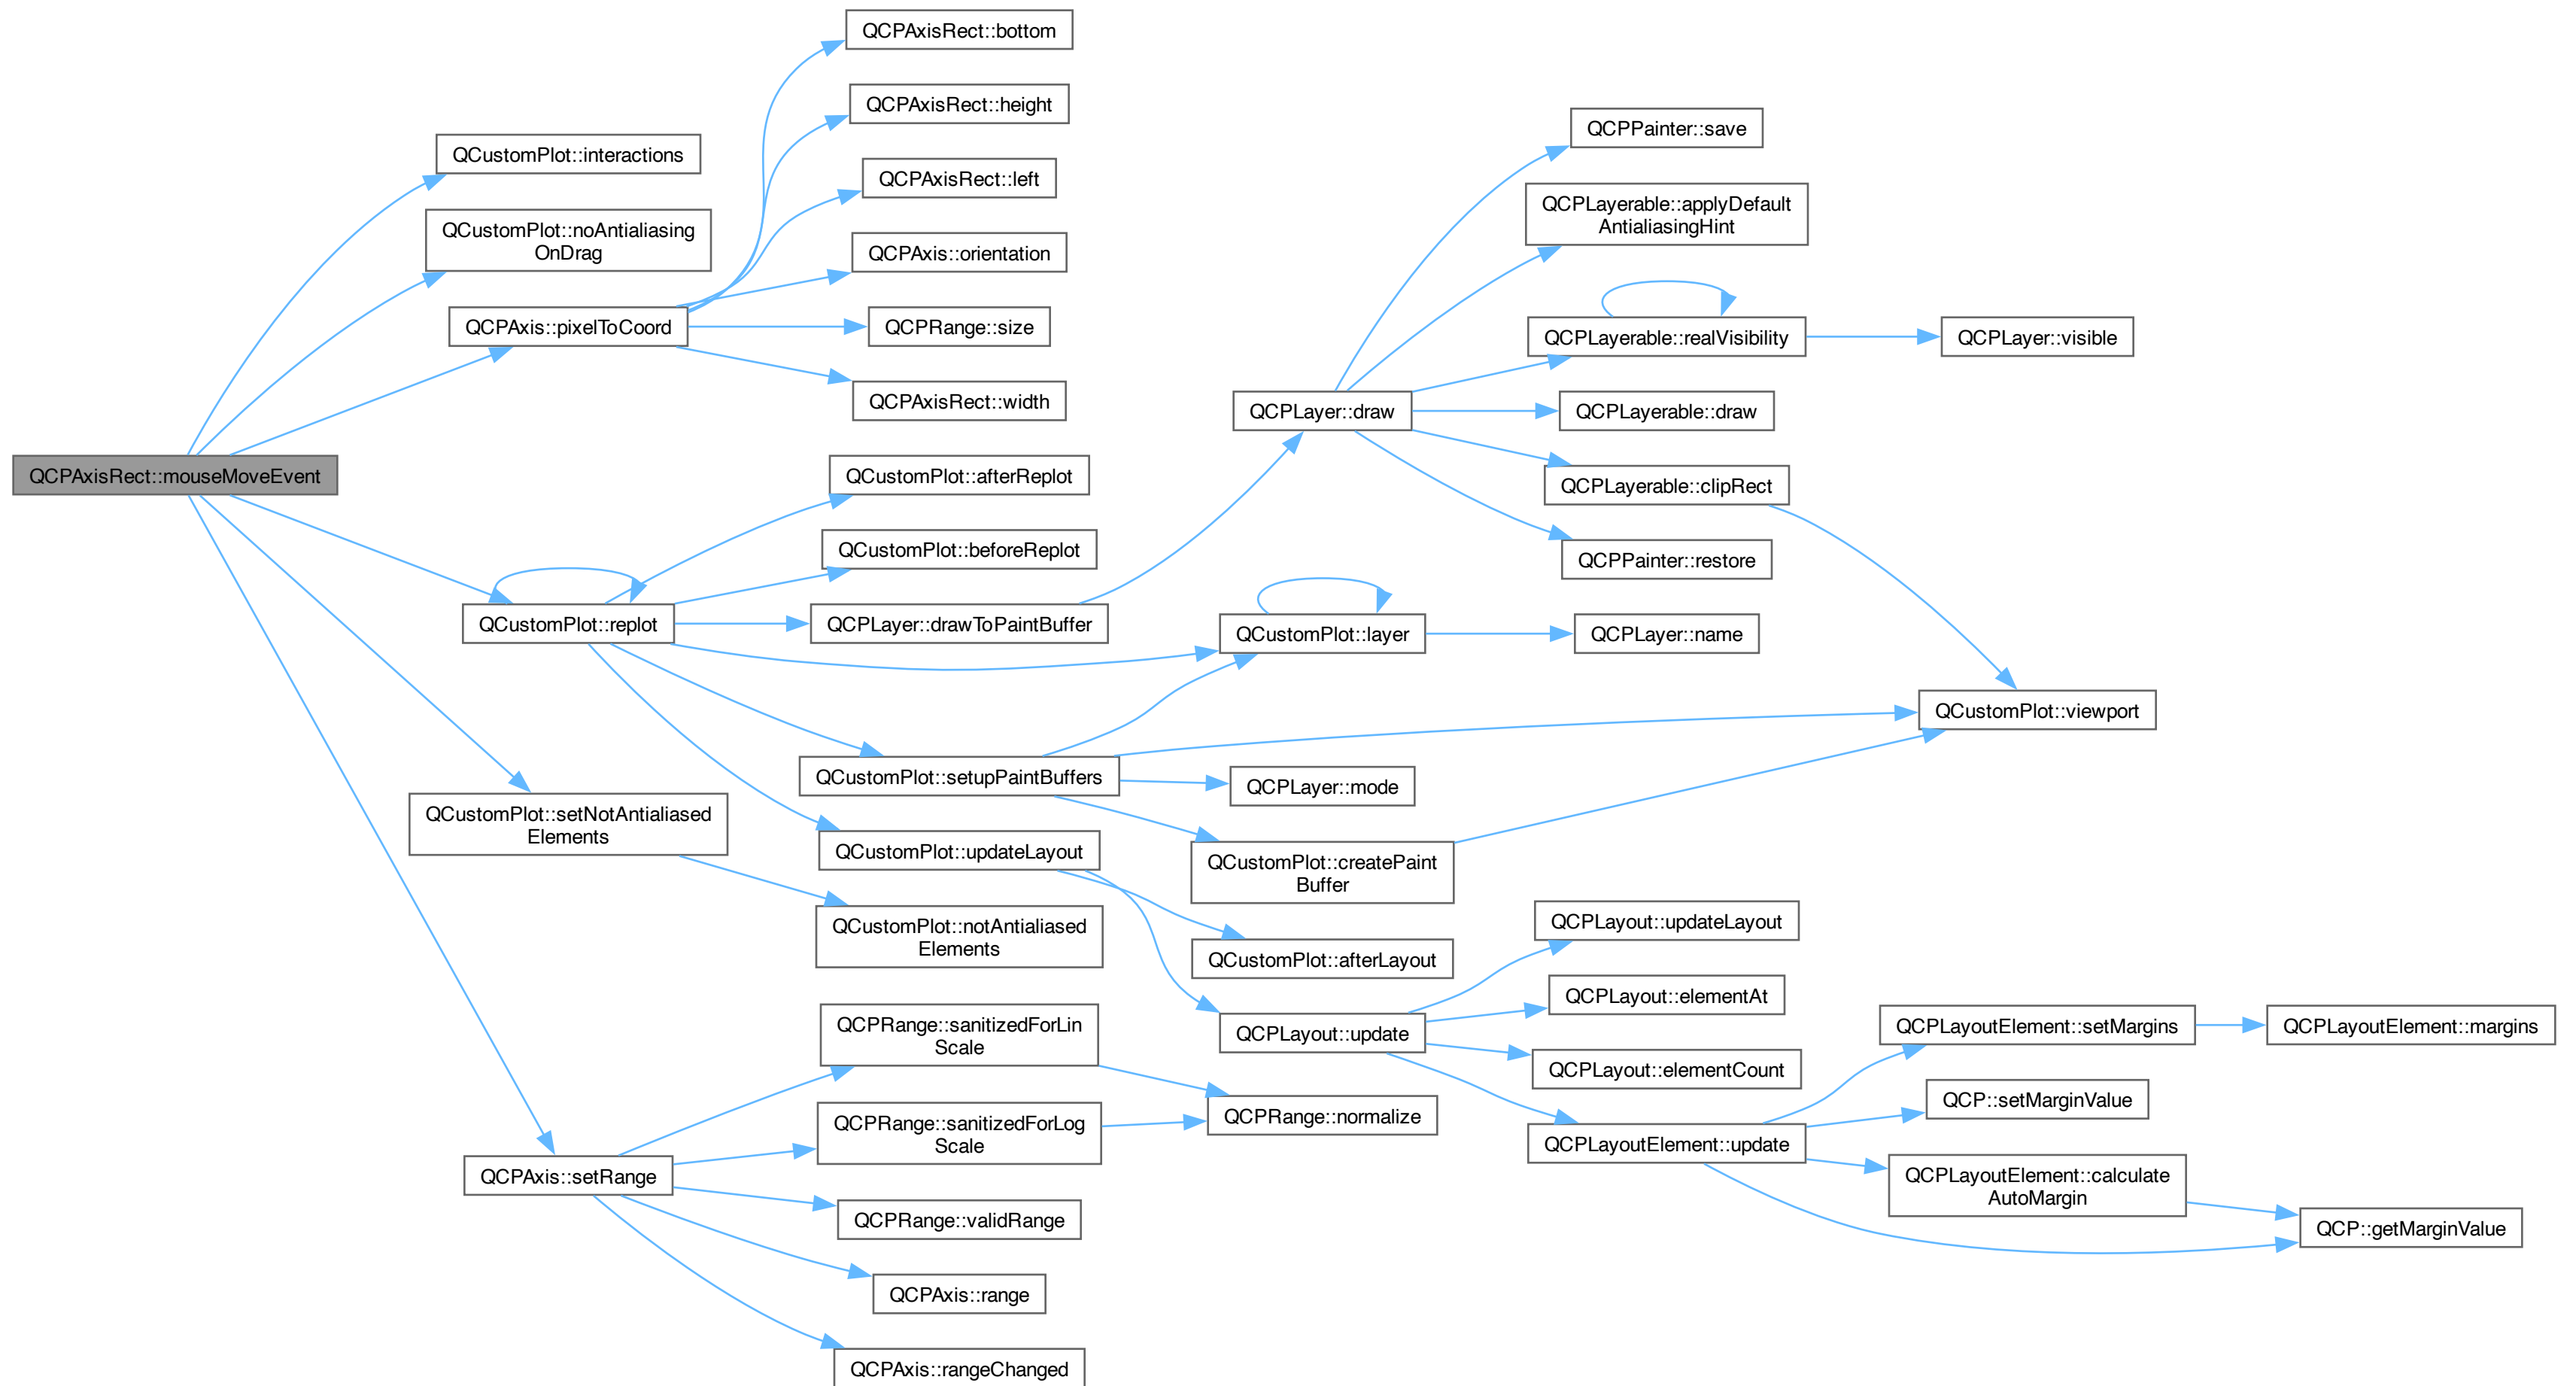 QCPAxisRect::mouseMoveEvent
QCustomPlot::interactions
QCustomPlot::noAntialiasing
OnDrag
QCPAxis::pixelToCoord
QCustomPlot::replot
QCustomPlot::setNotAntialiased
Elements
QCPAxis::setRange
QCPAxisRect::bottom
QCPAxisRect::height
QCPAxisRect::left
QCPAxis::orientation
QCPRange::size
QCPAxisRect::width
QCustomPlot::afterReplot
QCustomPlot::beforeReplot
QCPLayer::drawToPaintBuffer
QCustomPlot::setupPaintBuffers
QCustomPlot::updateLayout
QCustomPlot::notAntialiased
Elements
QCPRange::sanitizedForLin
Scale
QCPRange::sanitizedForLog
Scale
QCPRange::validRange
QCPAxis::range
QCPAxis::rangeChanged
QCPLayer::draw
QCustomPlot::layer
QCPLayer::mode
QCustomPlot::createPaint
Buffer
QCustomPlot::afterLayout
QCPLayout::update
QCPRange::normalize
QCPPainter::save
QCPLayerable::applyDefault
AntialiasingHint
QCPLayerable::realVisibility
QCPLayerable::draw
QCPLayerable::clipRect
QCPPainter::restore
QCPLayer::name
QCPLayout::updateLayout
QCPLayout::elementAt
QCPLayout::elementCount
QCPLayoutElement::update
QCPLayer::visible
QCustomPlot::viewport
QCPLayoutElement::setMargins
QCP::setMarginValue
QCPLayoutElement::calculate
AutoMargin
QCPLayoutElement::margins
QCP::getMarginValue